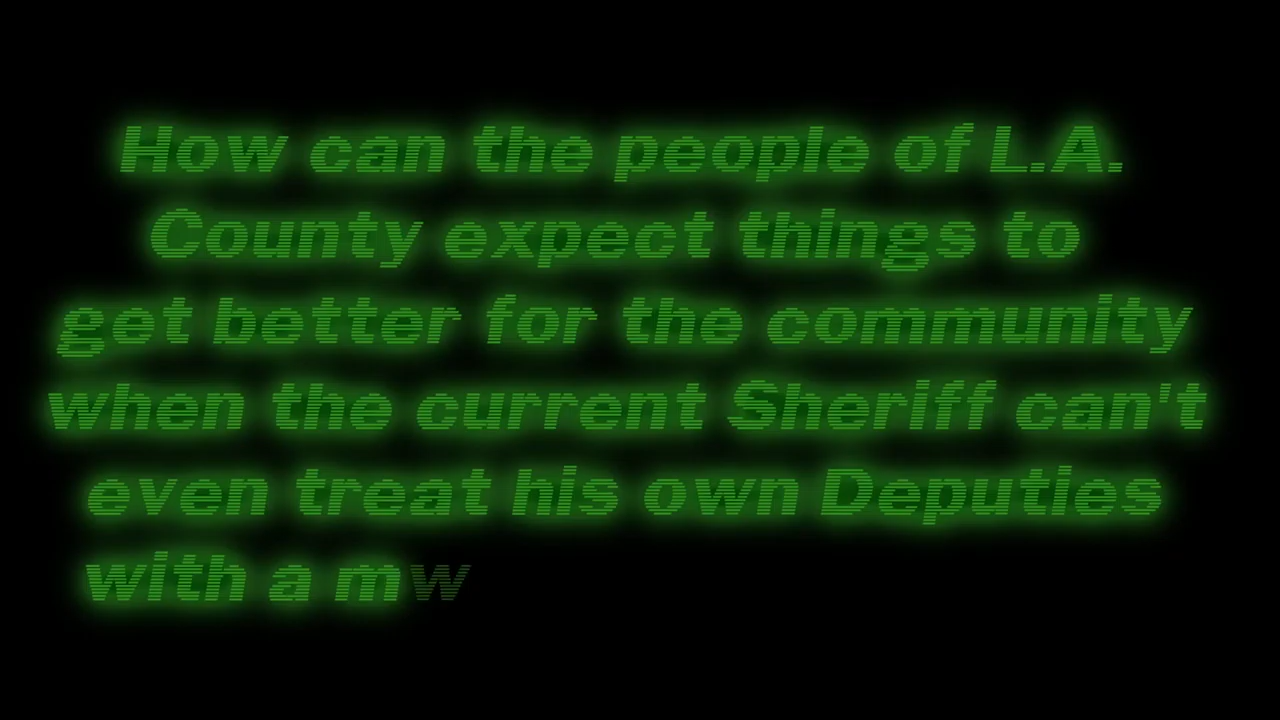 How can the people of L.A.
County expect things to
get better for the community
when the current Sheriff can't
even treat his own Deputies
with a mw